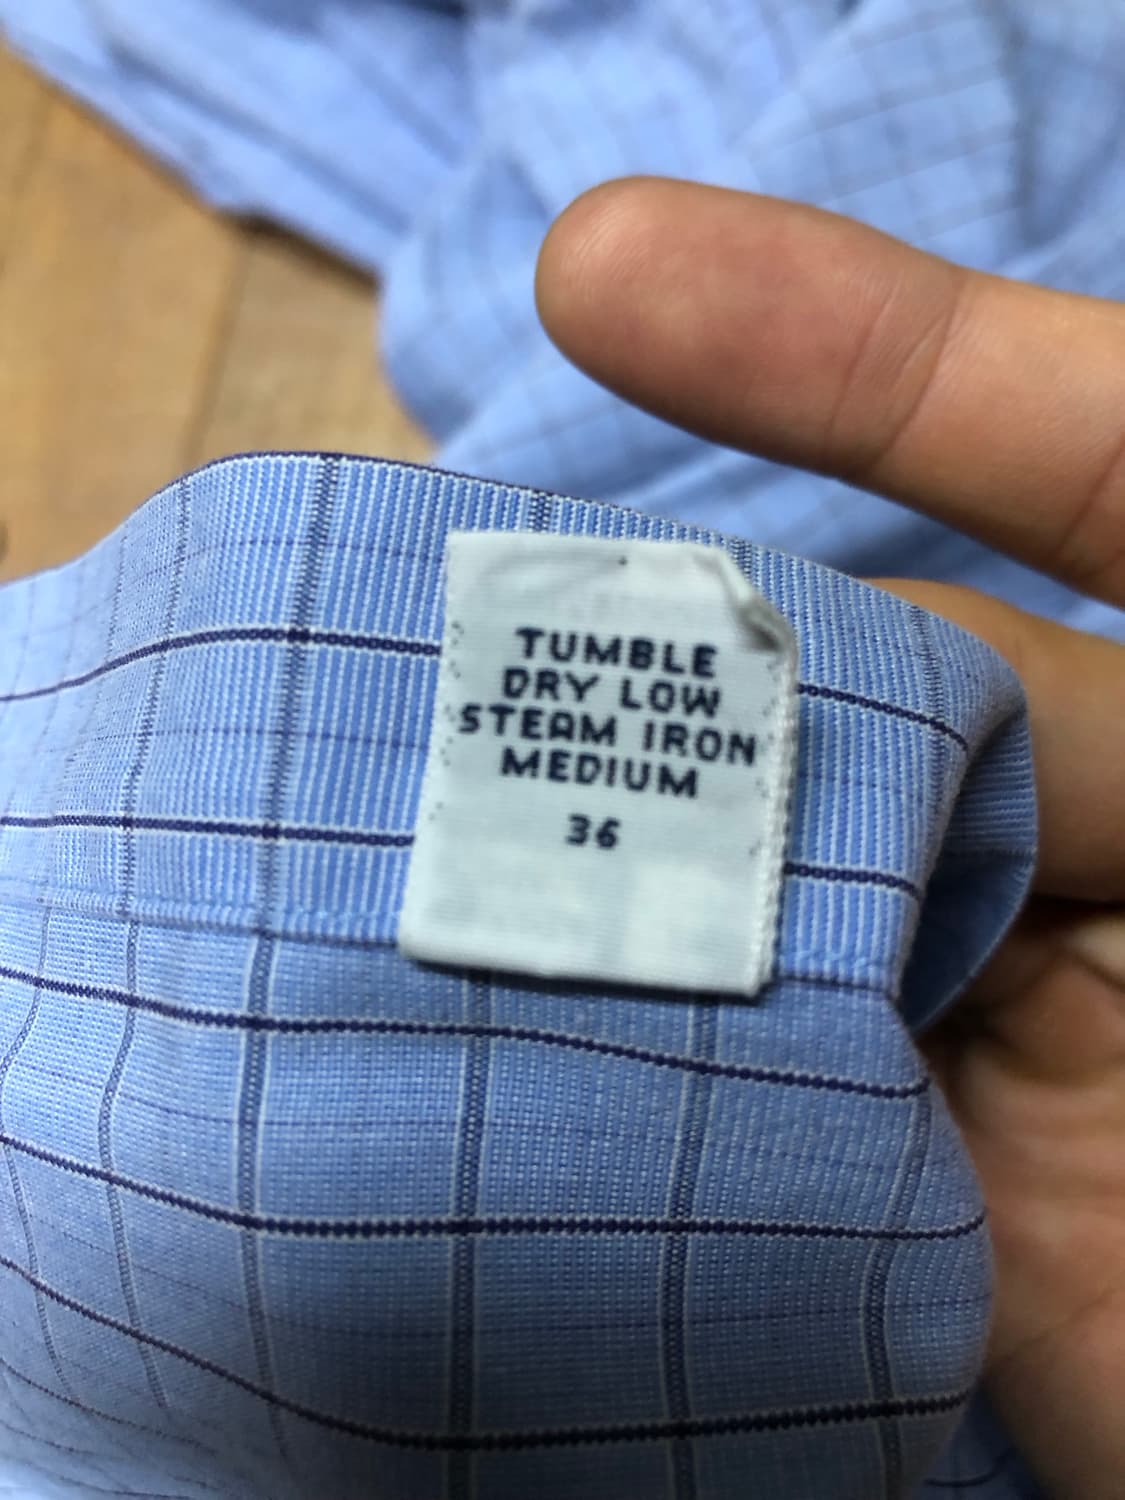 TUMBLE
DRY LOW
STEAM IRON
MEDIUM
36